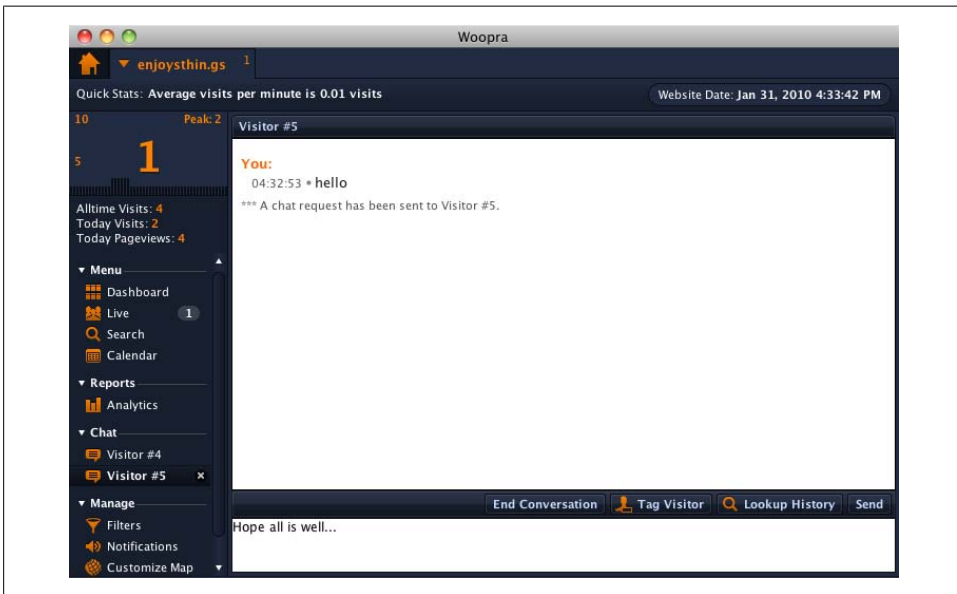 Woopra
enjoysthin.gs 1
Quick Stats: Average visits per minute is 0.01 visits
Website Date: Jan 31, 2010 4:33:42 PM
10 Peak: 2
5 1
Alltime Visits: 4
Today Visits: 2
Today Pageviews: 4
Menu
Dashboard
Live 1
Search
Calendar
Reports
Analytics
Chat
Visitor #4
Visitor #5 ×
Manage
Filters
Notifications
Customize Map
Visitor #5
You:
04:32:53 • hello
*** A chat request has been sent to Visitor #5.
End Conversation Tag Visitor Lookup History Send
Hope all is well...